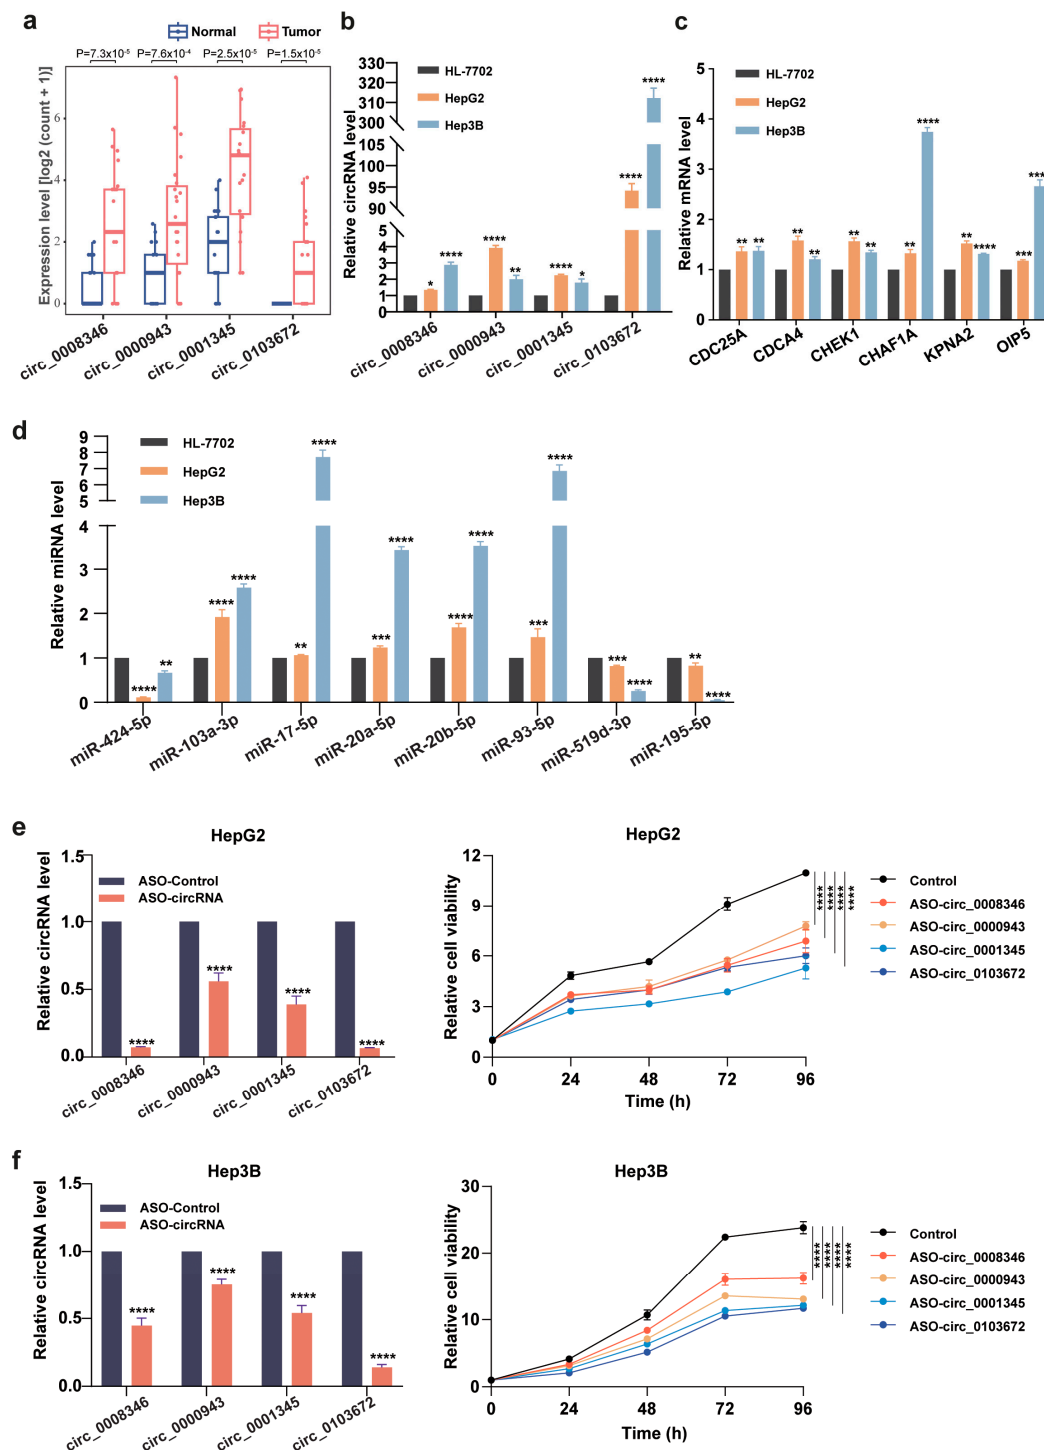 a
Normal
Tumor
P=7.3x10-5
P=7.6x10-4
P=2.5x10-5
P=1.5x10-5
Expression level [log2 (count + 1)]
6
4
2
0
circ_0008346
circ_0000943
circ_0001345
circ_0103672
b
Relative circRNA level
HL-7702
HepG2
Hep3B
330
320
310
300
105
100
95
90
5
4
3
2
1
0
*
****
****
**
****
*
****
****
circ_0008346
circ_0000943
circ_0001345
circ_0103672
c
Relative mRNA level
HL-7702
HepG2
Hep3B
5
4
3
2
1
0
**
**
**
**
**
**
**
****
**
****
***
***
CDC25A
CDCA4
CHEK1
CHAF1A
KPNA2
OIP5
d
Relative miRNA level
HL-7702
HepG2
Hep3B
9
8
7
6
5
4
3
2
1
0
****
**
****
****
**
****
***
****
****
****
***
****
***
****
**
****
miR-424-5p
miR-103a-3p
miR-17-5p
miR-20a-5p
miR-20b-5p
miR-93-5p
miR-519d-3p
miR-195-5p
e
HepG2
Relative circRNA level
ASO-Control
ASO-circRNA
1.5
1.0
0.5
0.0
****
****
****
****
circ_0008346
circ_0000943
circ_0001345
circ_0103672
HepG2
Relative cell viability
12
9
6
3
0
0
24
48
72
96
Time (h)
****
****
****
****
Control
ASO-circ_0008346
ASO-circ_0000943
ASO-circ_0001345
ASO-circ_0103672
f
Hep3B
Relative circRNA level
ASO-Control
ASO-circRNA
1.5
1.0
0.5
0.0
****
****
****
****
circ_0008346
circ_0000943
circ_0001345
circ_0103672
Hep3B
Relative cell viability
30
20
10
0
0
24
48
72
96
Time (h)
****
****
****
****
Control
ASO-circ_0008346
ASO-circ_0000943
ASO-circ_0001345
ASO-circ_0103672